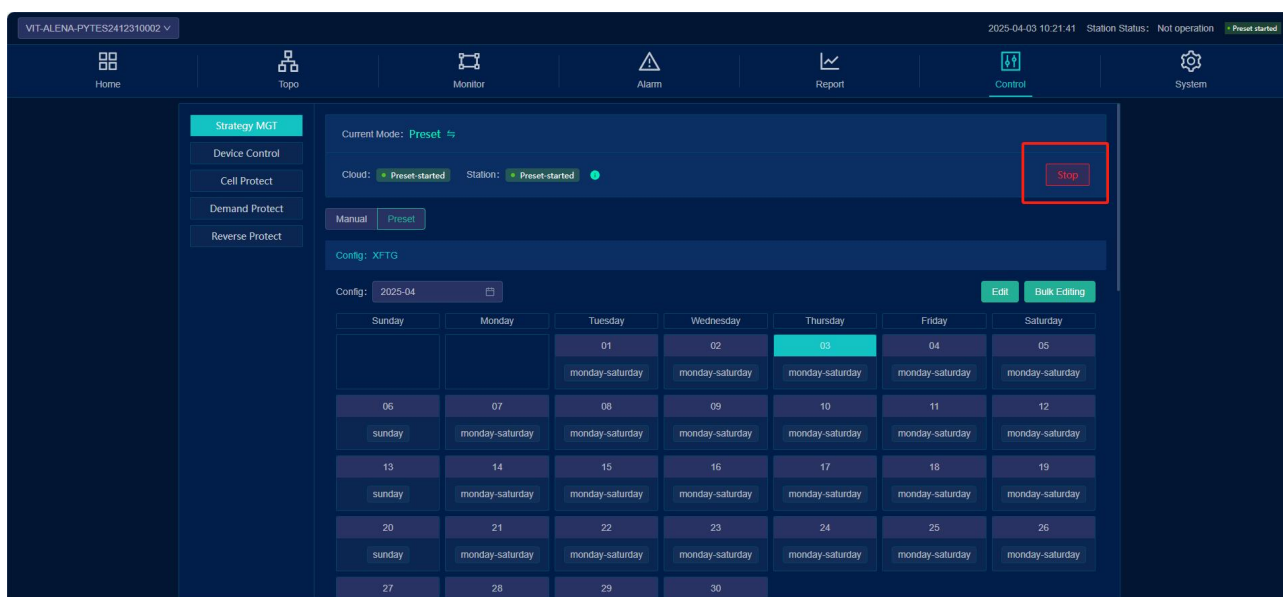 VIT-ALENA-PYTES2412310002
2025-04-03 10:21:41 Station Status: Not operation Preset started
Home Topo Monitor Alarm Report Control System
Strategy MGT
Device Control
Cell Protect
Demand Protect
Reverse Protect
Current Mode: Preset
Cloud: Preset-started Station: Preset-started
Stop
Manual Preset
Config: XFTG
Config: 2025-04 Edit Bulk Editing
Sunday Monday Tuesday Wednesday Thursday Friday Saturday
01 02 03 04 05
monday-saturday monday-saturday monday-saturday monday-saturday monday-saturday
06 07 08 09 10 11 12
sunday monday-saturday monday-saturday monday-saturday monday-saturday monday-saturday monday-saturday
13 14 15 16 17 18 19
sunday monday-saturday monday-saturday monday-saturday monday-saturday monday-saturday monday-saturday
20 21 22 23 24 25 26
sunday monday-saturday monday-saturday monday-saturday monday-saturday monday-saturday monday-saturday
27 28 29 30